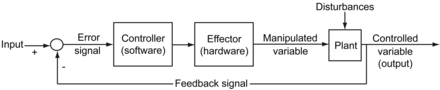 Disturbances
Input
+
-
Error
signal
Controller
(software)
Effector
(hardware)
Manipulated
variable
Plant
Controlled
variable
(output)
Feedback signal